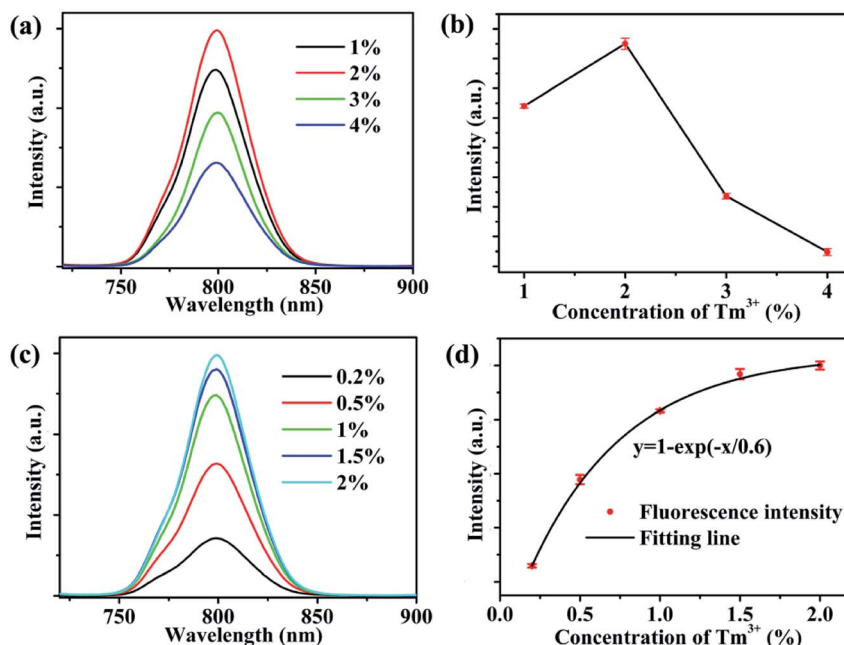 (a)
1%
2%
3%
4%
Intensity (a.u.)
750 800 850 900
Wavelength (nm)
(b)
Intensity (a.u.)
1 2 3 4
Concentration of Tm³⁺ (%)
(c)
0.2%
0.5%
1%
1.5%
2%
Intensity (a.u.)
750 800 850 900
Wavelength (nm)
(d)
y=1-exp(-x/0.6)
Fluorescence intensity
Fitting line
Intensity (a.u.)
0.0 0.5 1.0 1.5 2.0
Concentration of Tm³⁺ (%)